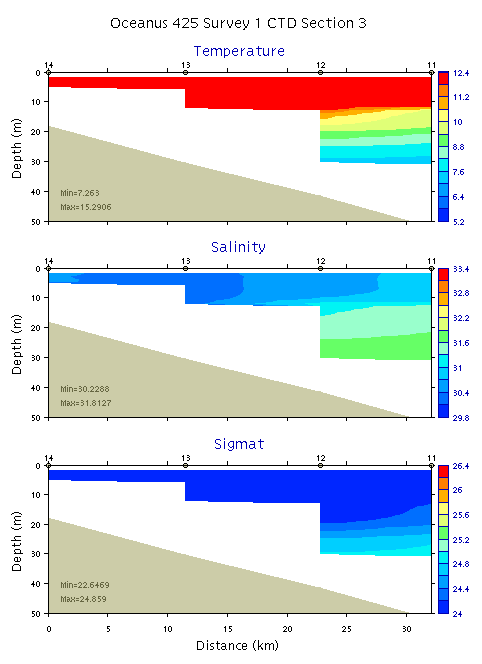 Oceanus 425 Survey 1 CTD Section 3
Temperature
14 13 12 11
0
10
20
30
40
50
Depth (m)
Min=7.263
Max=15.2906
12.4
11.2
10
8.8
7.6
6.4
5.2
Salinity
14 13 12 11
0
10
20
30
40
50
Depth (m)
Min=30.2288
Max=31.8127
33.4
32.8
32.2
31.6
31
30.4
29.8
Sigmat
14 13 12 11
0
10
20
30
40
50
Depth (m)
Min=22.6469
Max=24.859
26.4
26
25.6
25.2
24.8
24.4
24
0 5 10 15 20 25 30
Distance (km)